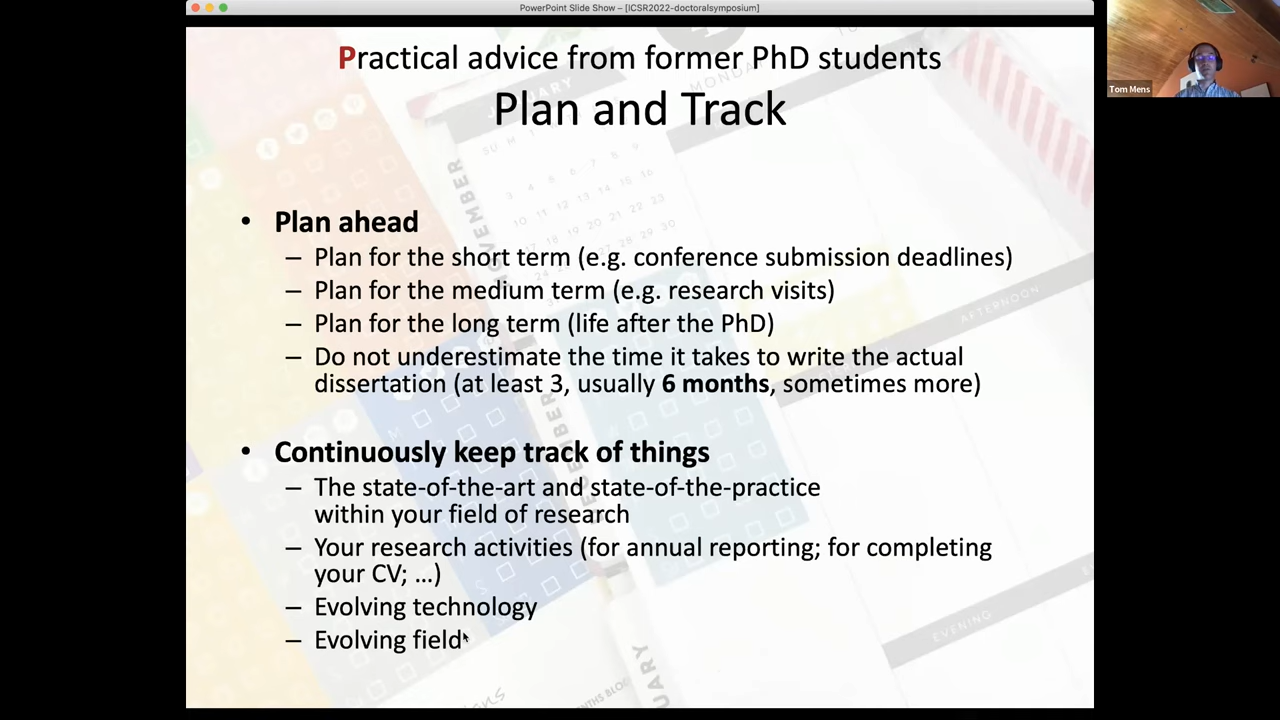 PowerPoint Slide Show – [ICSR2022-doctoralsymposium]
Practical advice from former PhD students
Plan and Track
Tom Mens
• Plan ahead
– Plan for the short term (e.g. conference submission deadlines)
– Plan for the medium term (e.g. research visits)
– Plan for the long term (life after the PhD)
– Do not underestimate the time it takes to write the actual
dissertation (at least 3, usually 6 months, sometimes more)
• Continuously keep track of things
– The state-of-the-art and state-of-the-practice
within your field of research
– Your research activities (for annual reporting; for completing
your CV; …)
– Evolving technology
– Evolving field
NOVEMBER
AFTERNOON
EVENING